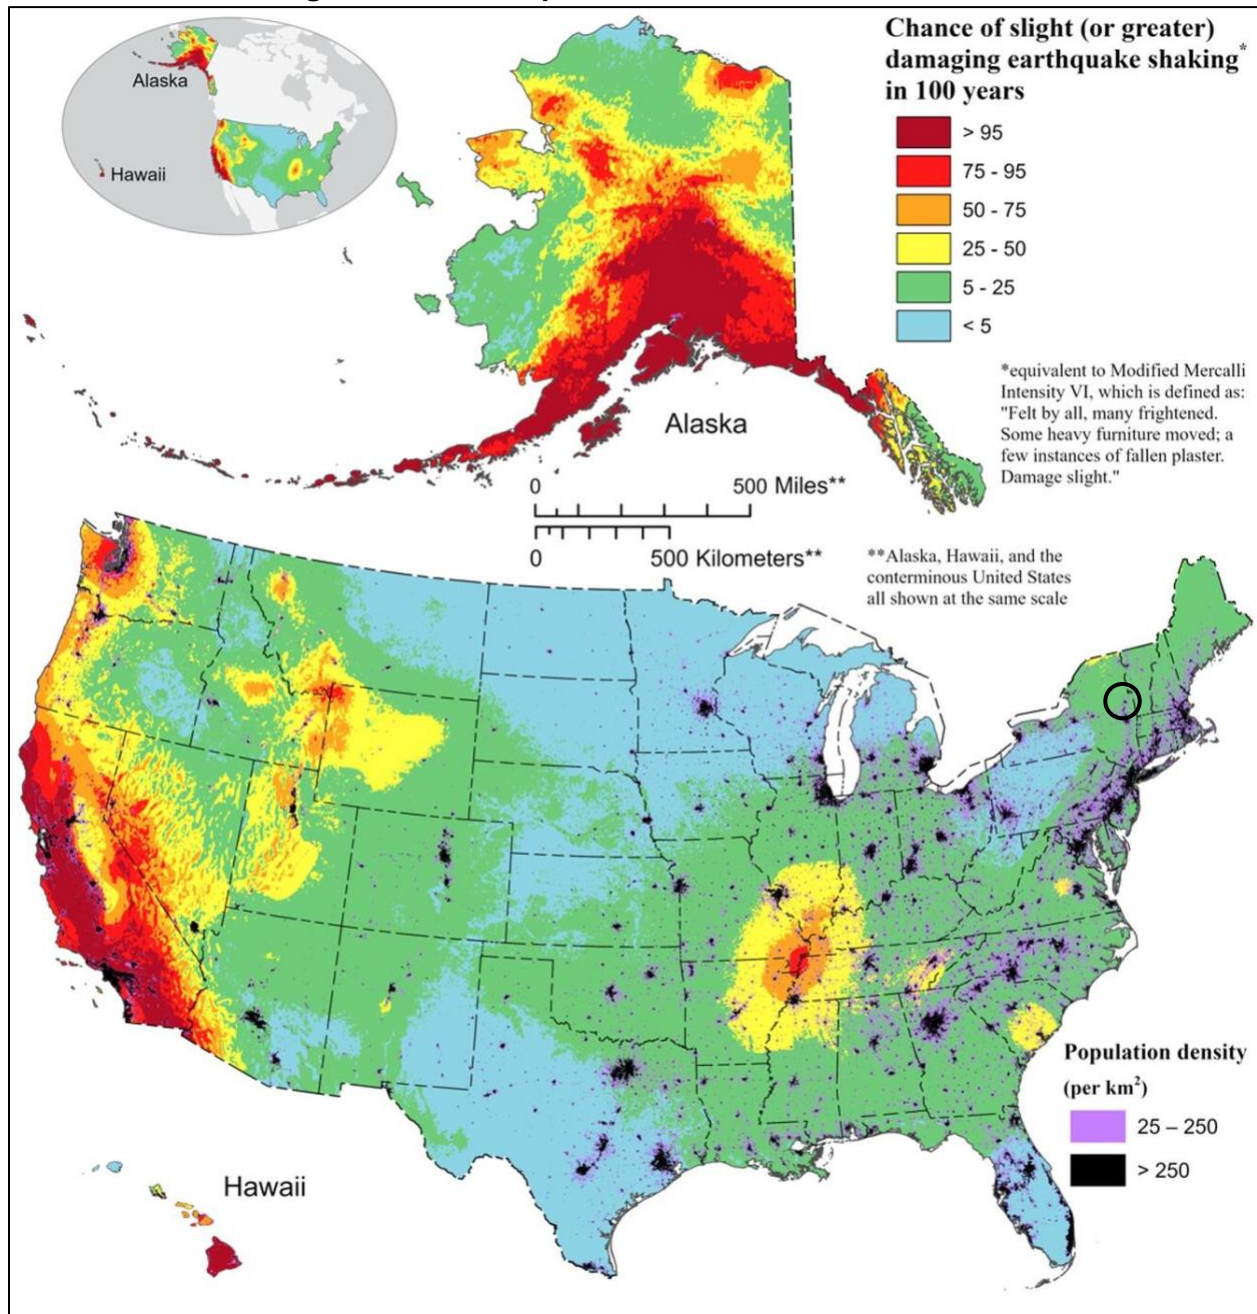 Alaska
Hawaii
Chance of slight (or greater)
damaging earthquake shaking*
in 100 years
> 95
75 - 95
50 - 75
25 - 50
5 - 25
< 5
*equivalent to Modified Mercalli
Intensity VI, which is defined as:
"Felt by all, many frightened.
Some heavy furniture moved; a
few instances of fallen plaster.
Damage slight."
Alaska
0 500 Miles**
0 500 Kilometers**
**Alaska, Hawaii, and the
conterminous United States
all shown at the same scale
Population density
(per km²)
25 – 250
> 250
Hawaii